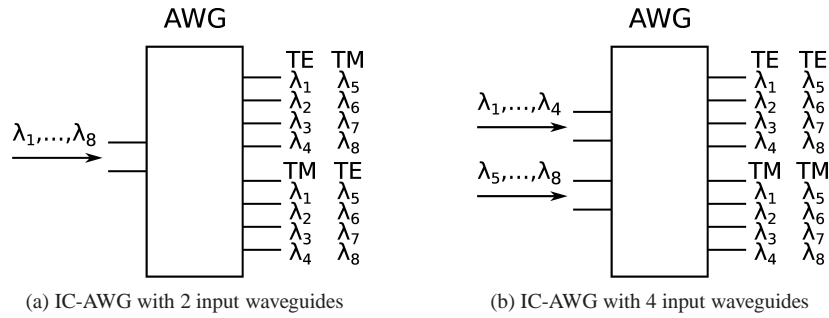 AWG
TE TM
λ1 λ5
λ2 λ6
λ3 λ7
λ4 λ8
λ1,...,λ8
TM TE
λ1 λ5
λ2 λ6
λ3 λ7
λ4 λ8
(a) IC-AWG with 2 input waveguides
AWG
TE TE
λ1 λ5
λ2 λ6
λ3 λ7
λ4 λ8
λ1,...,λ4
λ5,...,λ8
TM TM
λ1 λ5
λ2 λ6
λ3 λ7
λ4 λ8
(b) IC-AWG with 4 input waveguides